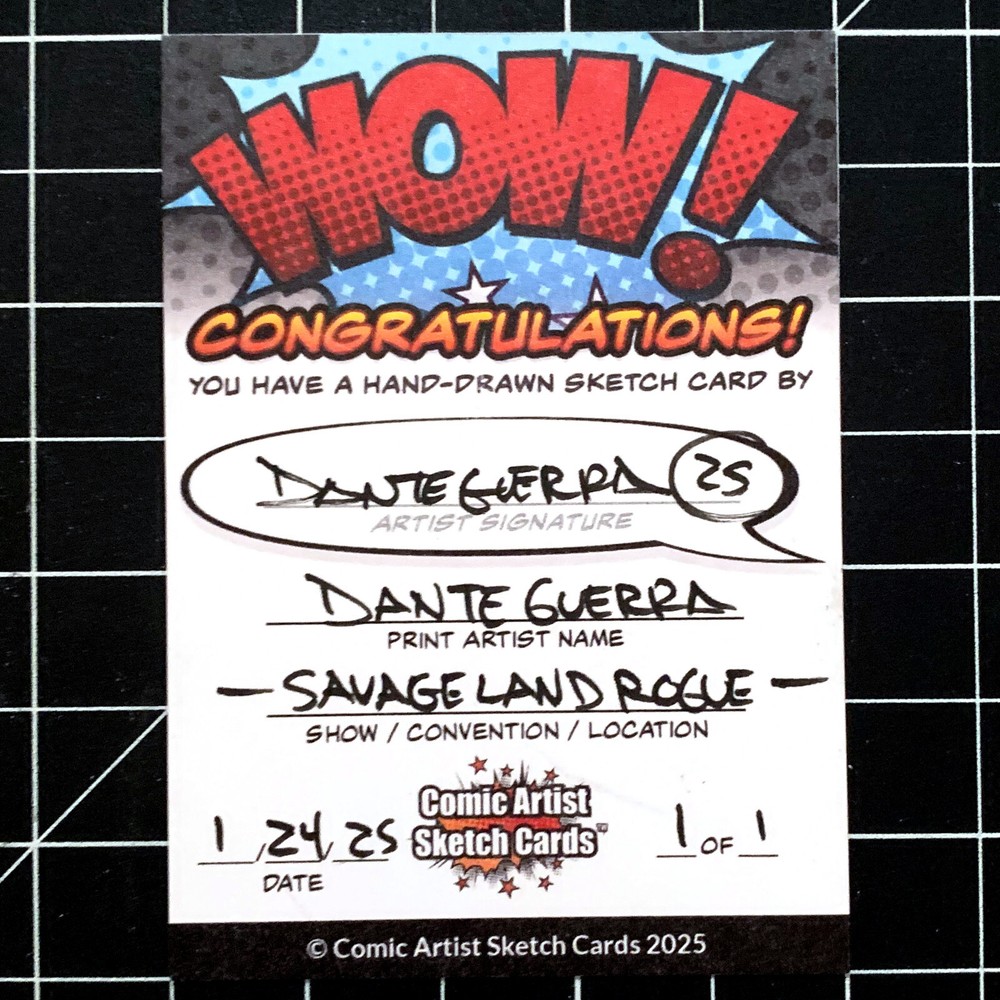 WOW!
CONGRATULATIONS!
YOU HAVE A HAND-DRAWN SKETCH CARD BY
DANTE GUERRA 25
ARTIST SIGNATURE
DANTE GUERRA
PRINT ARTIST NAME
— SAVAGE LAND ROGUE —
SHOW / CONVENTION / LOCATION
Comic Artist
Sketch Cards™
1 / 24 / 25
DATE
1 OF 1
© Comic Artist Sketch Cards 2025